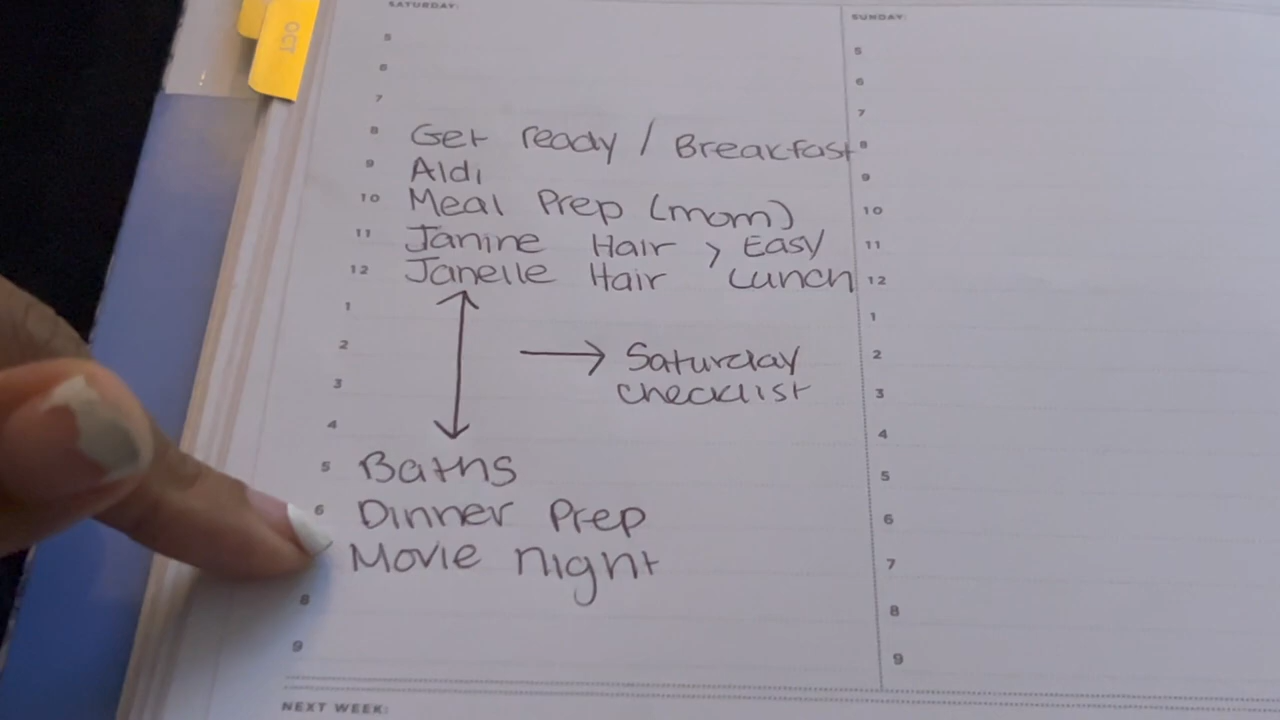 OCT
SATURDAY:
5
6
7
8 Get ready / Breakfast
9 Aldi
10 Meal Prep (mom)
11 Janine Hair > Easy
12 Janelle Hair Lunch
1
2 → Saturday
3 checklist
4
5 Baths
6 Dinner Prep
Movie night
8
9
SUNDAY:
5
6
7
8
9
10
11
12
1
2
3
4
5
6
7
8
9
NEXT WEEK: